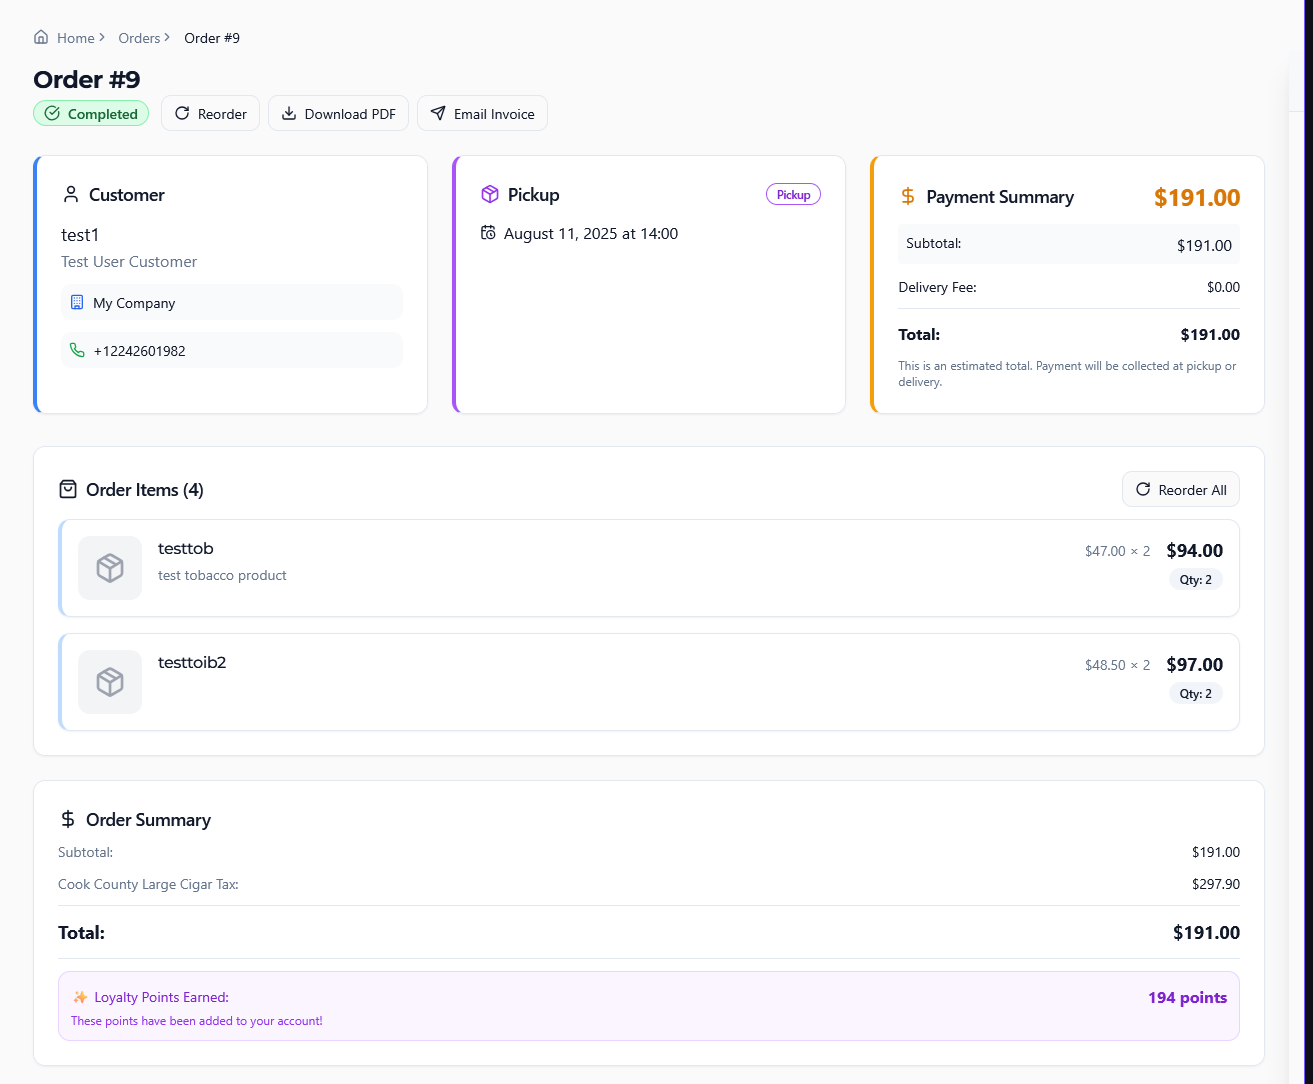 Home > Orders > Order #9
Order #9
Completed
Reorder
Download PDF
Email Invoice
Customer
test1
Test User Customer
My Company
+12242601982
Pickup
Pickup
August 11, 2025 at 14:00
Payment Summary
$191.00
Subtotal:
$191.00
Delivery Fee:
$0.00
Total:
$191.00
This is an estimated total. Payment will be collected at pickup or
delivery.
Order Items (4)
Reorder All
testtob
$47.00 × 2
$94.00
test tobacco product
Qty: 2
testtoib2
$48.50 × 2
$97.00
Qty: 2
Order Summary
Subtotal:
$191.00
Cook County Large Cigar Tax:
$297.90
Total:
$191.00
✨ Loyalty Points Earned:
194 points
These points have been added to your account!